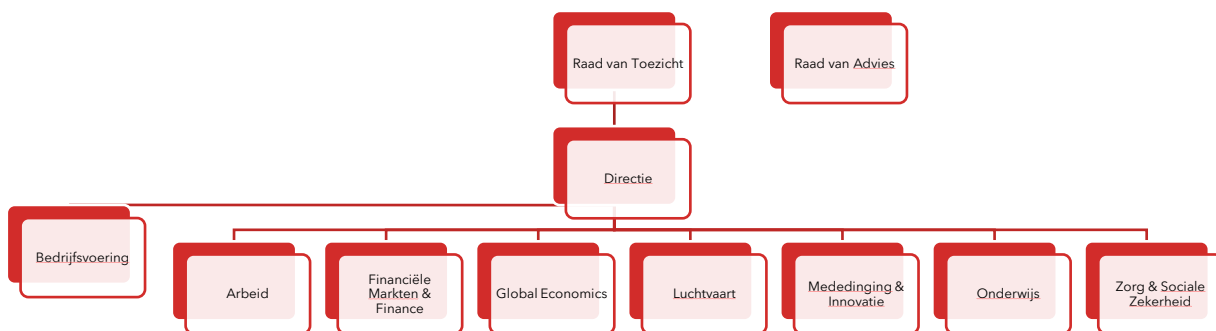 Raad van Toezicht
Raad van Advies
Directie
Bedrijfsvoering
Arbeid
Financiële
Markten &
Finance
Global Economics
Luchtvaart
Mededinging &
Innovatie
Onderwijs
Zorg & Sociale
Zekerheid